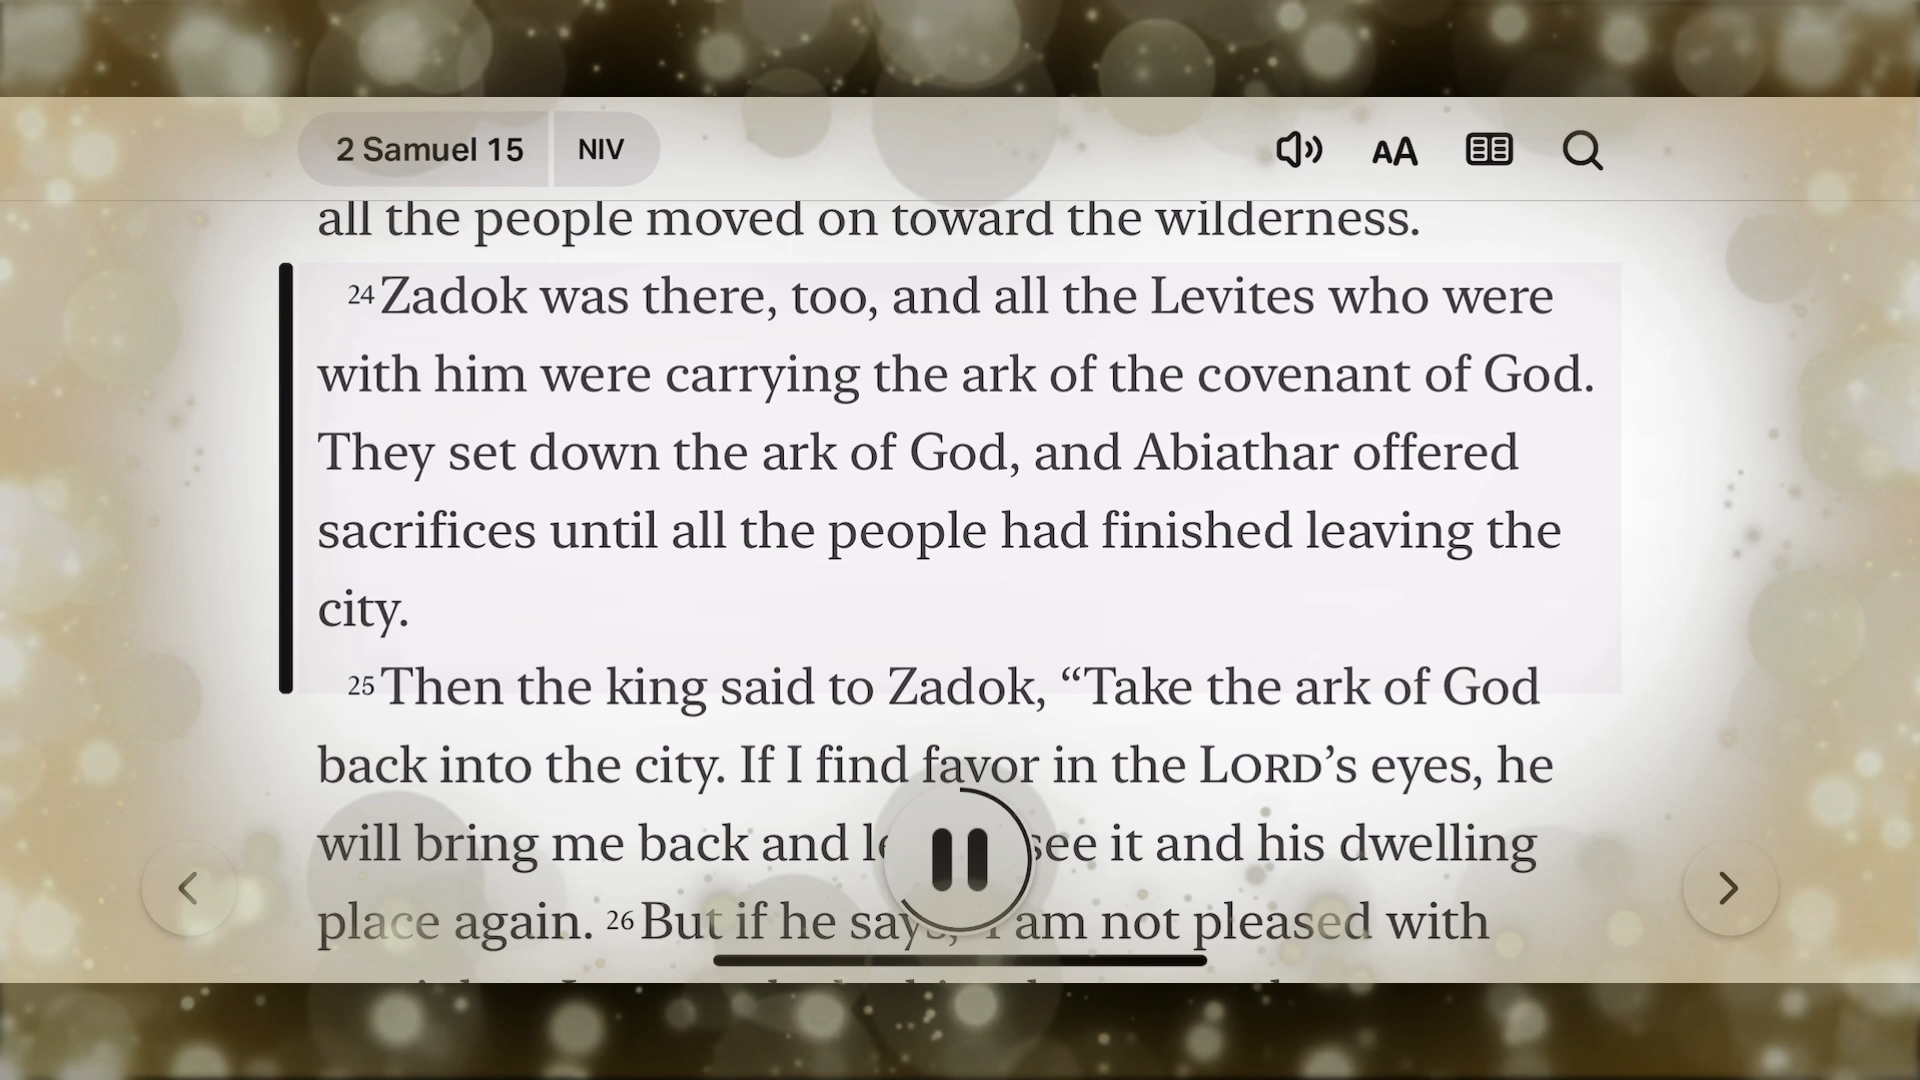 2 Samuel 15 NIV AA
all the people moved on toward the wilderness.
24 Zadok was there, too, and all the Levites who were
with him were carrying the ark of the covenant of God.
They set down the ark of God, and Abiathar offered
sacrifices until all the people had finished leaving the
city.
25 Then the king said to Zadok, “Take the ark of God
back into the city. If I find favor in the LORD’s eyes, he
will bring me back and see it and his dwelling
place again. 26 But if he says, ‘I am not pleased with